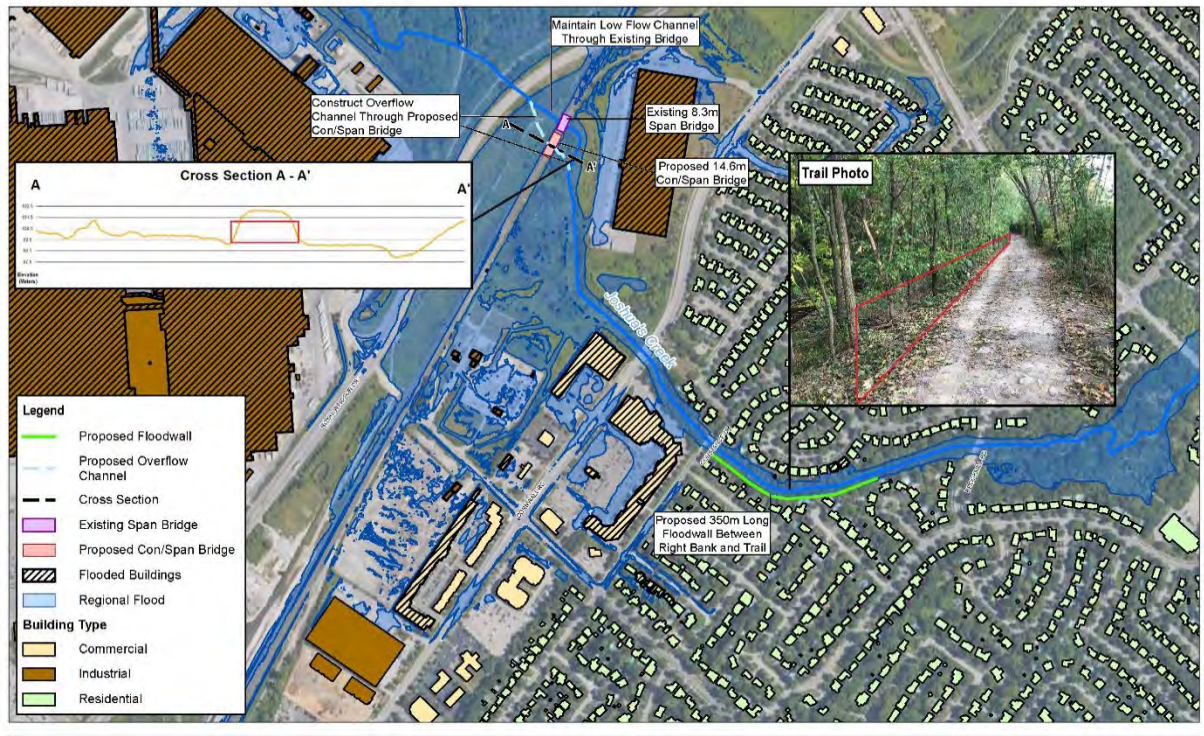 Maintain Low Flow Channel
Through Existing Bridge
Construct Overflow
Channel Through Proposed
Con/Span Bridge
Existing 8.3m
Span Bridge
Proposed 14.6m
Con/Span Bridge
A
A'
Cross Section A - A'
A
A'
Elevation
(Meters)
Trail Photo
Joshua's Creek
Proposed 350m Long
Floodwall Between
Right Bank and Trail
Legend
Proposed Floodwall
Proposed Overflow
Channel
Cross Section
Existing Span Bridge
Proposed Con/Span Bridge
Flooded Buildings
Regional Flood
Building Type
Commercial
Industrial
Residential